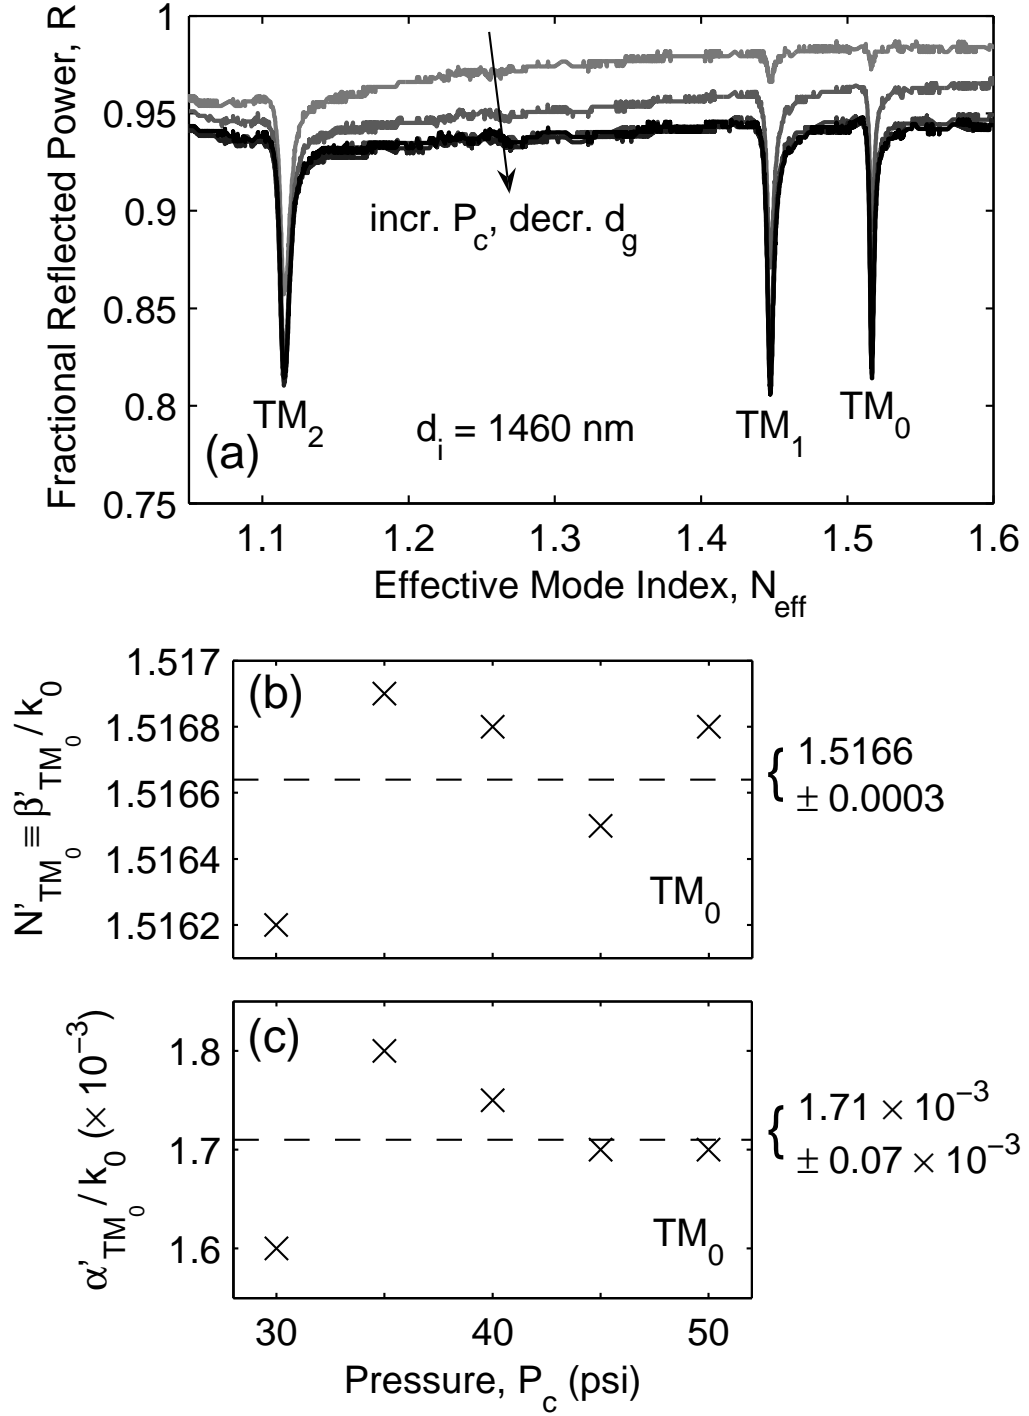 Fractional Reflected Power, R
1
0.95
0.9
0.85
0.8
0.75
incr. P_c, decr. d_g
TM_2
TM_1
TM_0
(a)
d_i = 1460 nm
1.1 1.2 1.3 1.4 1.5 1.6
Effective Mode Index, N_eff
N'_TM_0 ≡ β'_TM_0 / k_0
1.517
1.5168
1.5166
1.5164
1.5162
(b)
TM_0
{ 1.5166
± 0.0003
α'_TM_0 / k_0 (× 10^−3)
1.8
1.7
1.6
(c)
TM_0
{ 1.71 × 10^−3
± 0.07 × 10^−3
30 40 50
Pressure, P_c (psi)